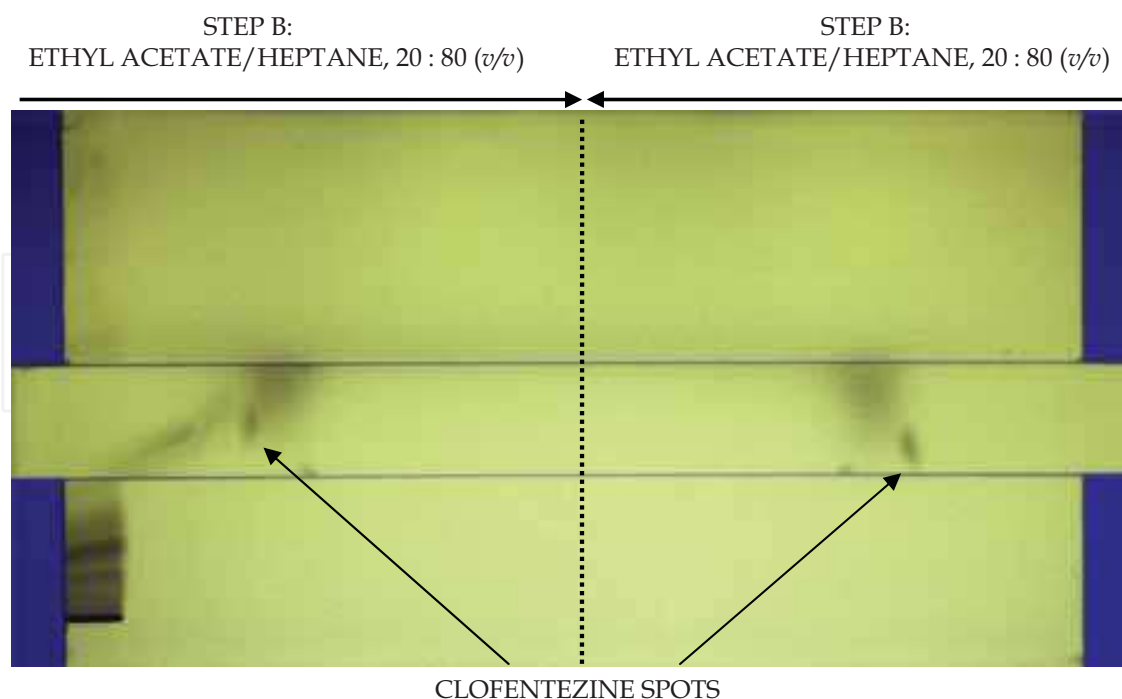 STEP B:
ETHYL ACETATE/HEPTANE, 20 : 80 (v/v)
STEP B:
ETHYL ACETATE/HEPTANE, 20 : 80 (v/v)
CLOFENTEZINE SPOTS